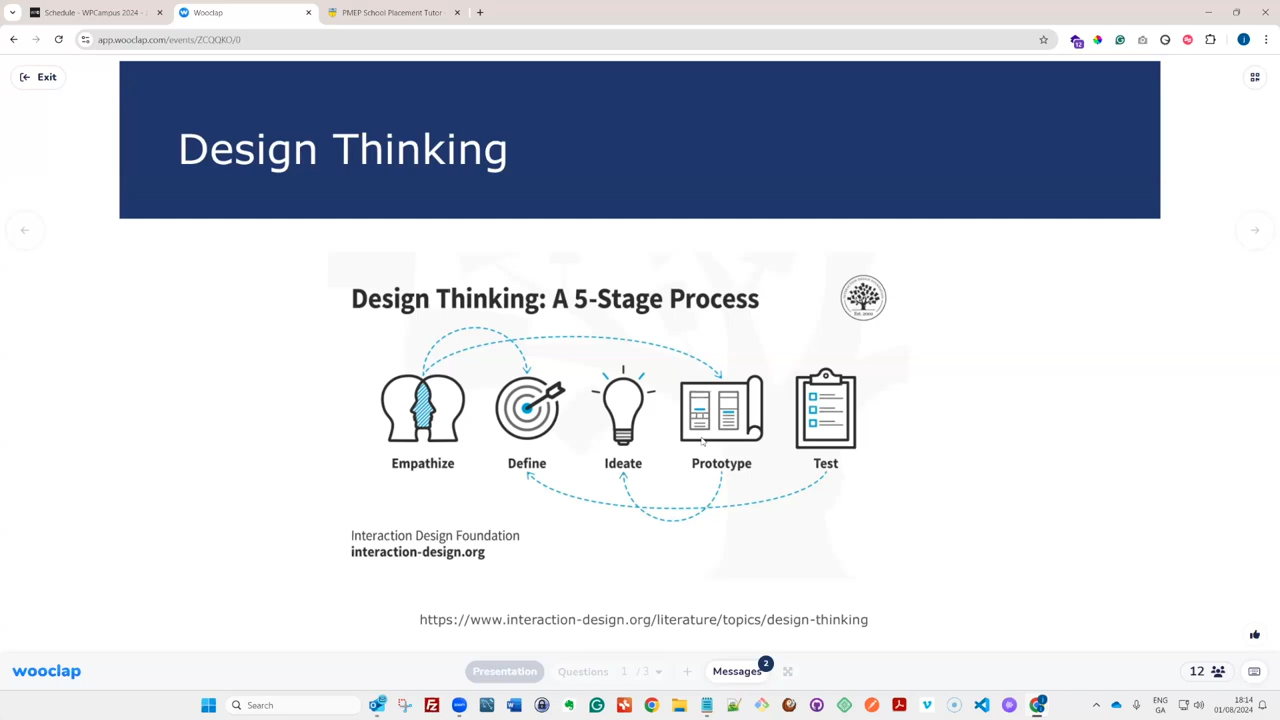 Schedule - WPCampus 2024 -
Wooclap
PMEP School Placement Tutor
app.wooclap.com/events/ZCQQKO/0
12
Exit
Design Thinking
Design Thinking: A 5-Stage Process
Empathize
Define
Ideate
Prototype
Test
Interaction Design Foundation
interaction-design.org
https://www.interaction-design.org/literature/topics/design-thinking
wooclap
Presentation
Questions
1 / 3
Messages
2
12
Search
ENG
GA
18:14
01/08/2024